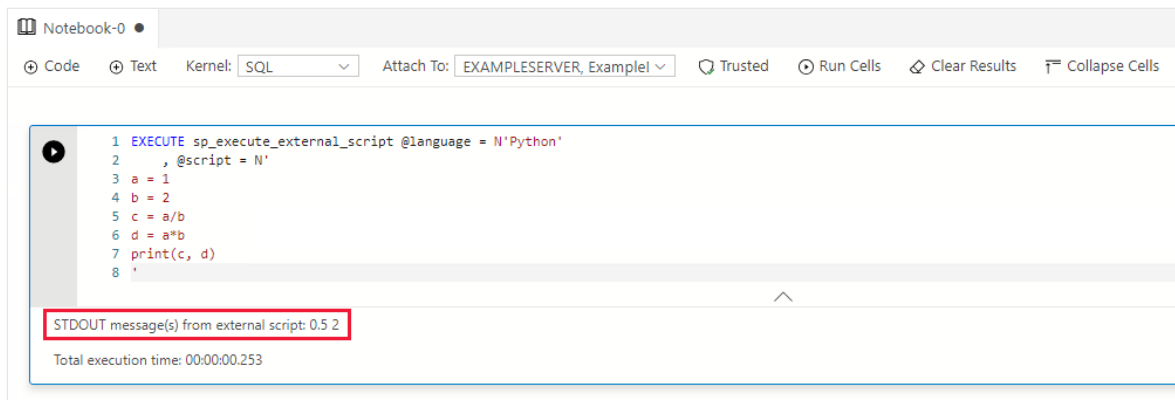 Notebook-0
Code Text Kernel: SQL Attach To: EXAMPLESERVER, Examplel Trusted Run Cells Clear Results Collapse Cells
1 EXECUTE sp_execute_external_script @language = N'Python'
2 , @script = N'
3 a = 1
4 b = 2
5 c = a/b
6 d = a*b
7 print(c, d)
8 '
STDOUT message(s) from external script: 0.5 2
Total execution time: 00:00:00.253